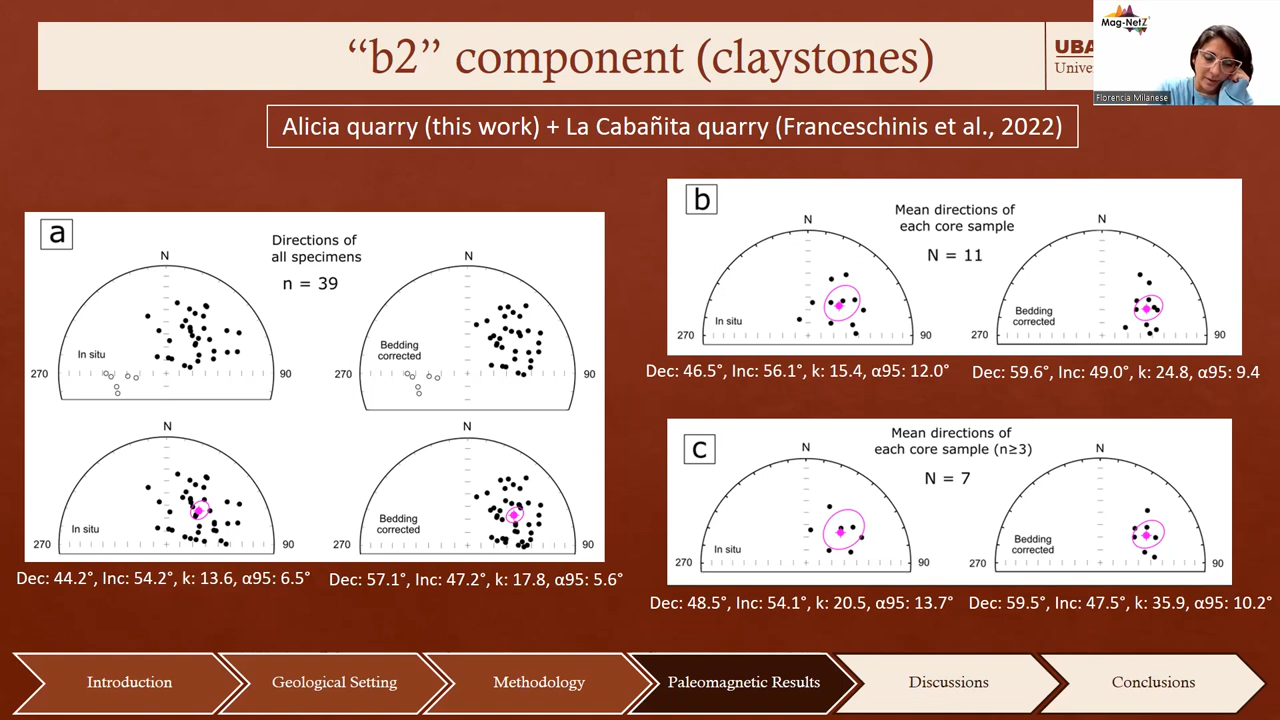 “b2” component (claystones)
UBA
Mag-NetZ
Florencia Milanese
Alicia quarry (this work) + La Cabañita quarry (Franceschinis et al., 2022)
a
Directions of
all specimens
n = 39
N
In situ
270
90
N
Bedding
corrected
270
90
N
In situ
270
90
N
Bedding
corrected
270
90
Dec: 44.2°, Inc: 54.2°, k: 13.6, α95: 6.5°
Dec: 57.1°, Inc: 47.2°, k: 17.8, α95: 5.6°
b
Mean directions of
each core sample
N = 11
N
In situ
270
90
N
Bedding
corrected
270
90
Dec: 46.5°, Inc: 56.1°, k: 15.4, α95: 12.0°
Dec: 59.6°, Inc: 49.0°, k: 24.8, α95: 9.4
c
Mean directions of
each core sample (n≥3)
N = 7
N
In situ
270
90
N
Bedding
corrected
270
90
Dec: 48.5°, Inc: 54.1°, k: 20.5, α95: 13.7°
Dec: 59.5°, Inc: 47.5°, k: 35.9, α95: 10.2°
Introduction
Geological Setting
Methodology
Paleomagnetic Results
Discussions
Conclusions